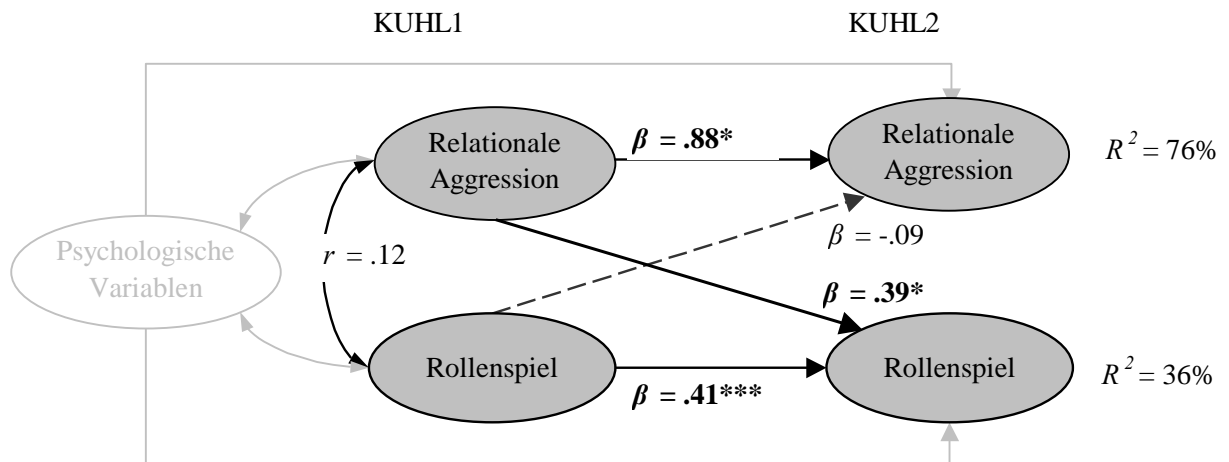 KUHL1
KUHL2
Relationale
Aggression
β = .88*
Relationale
Aggression
R² = 76%
Psychologische
Variablen
r = .12
β = -.09
β = .39*
Rollenspiel
β = .41***
Rollenspiel
R² = 36%